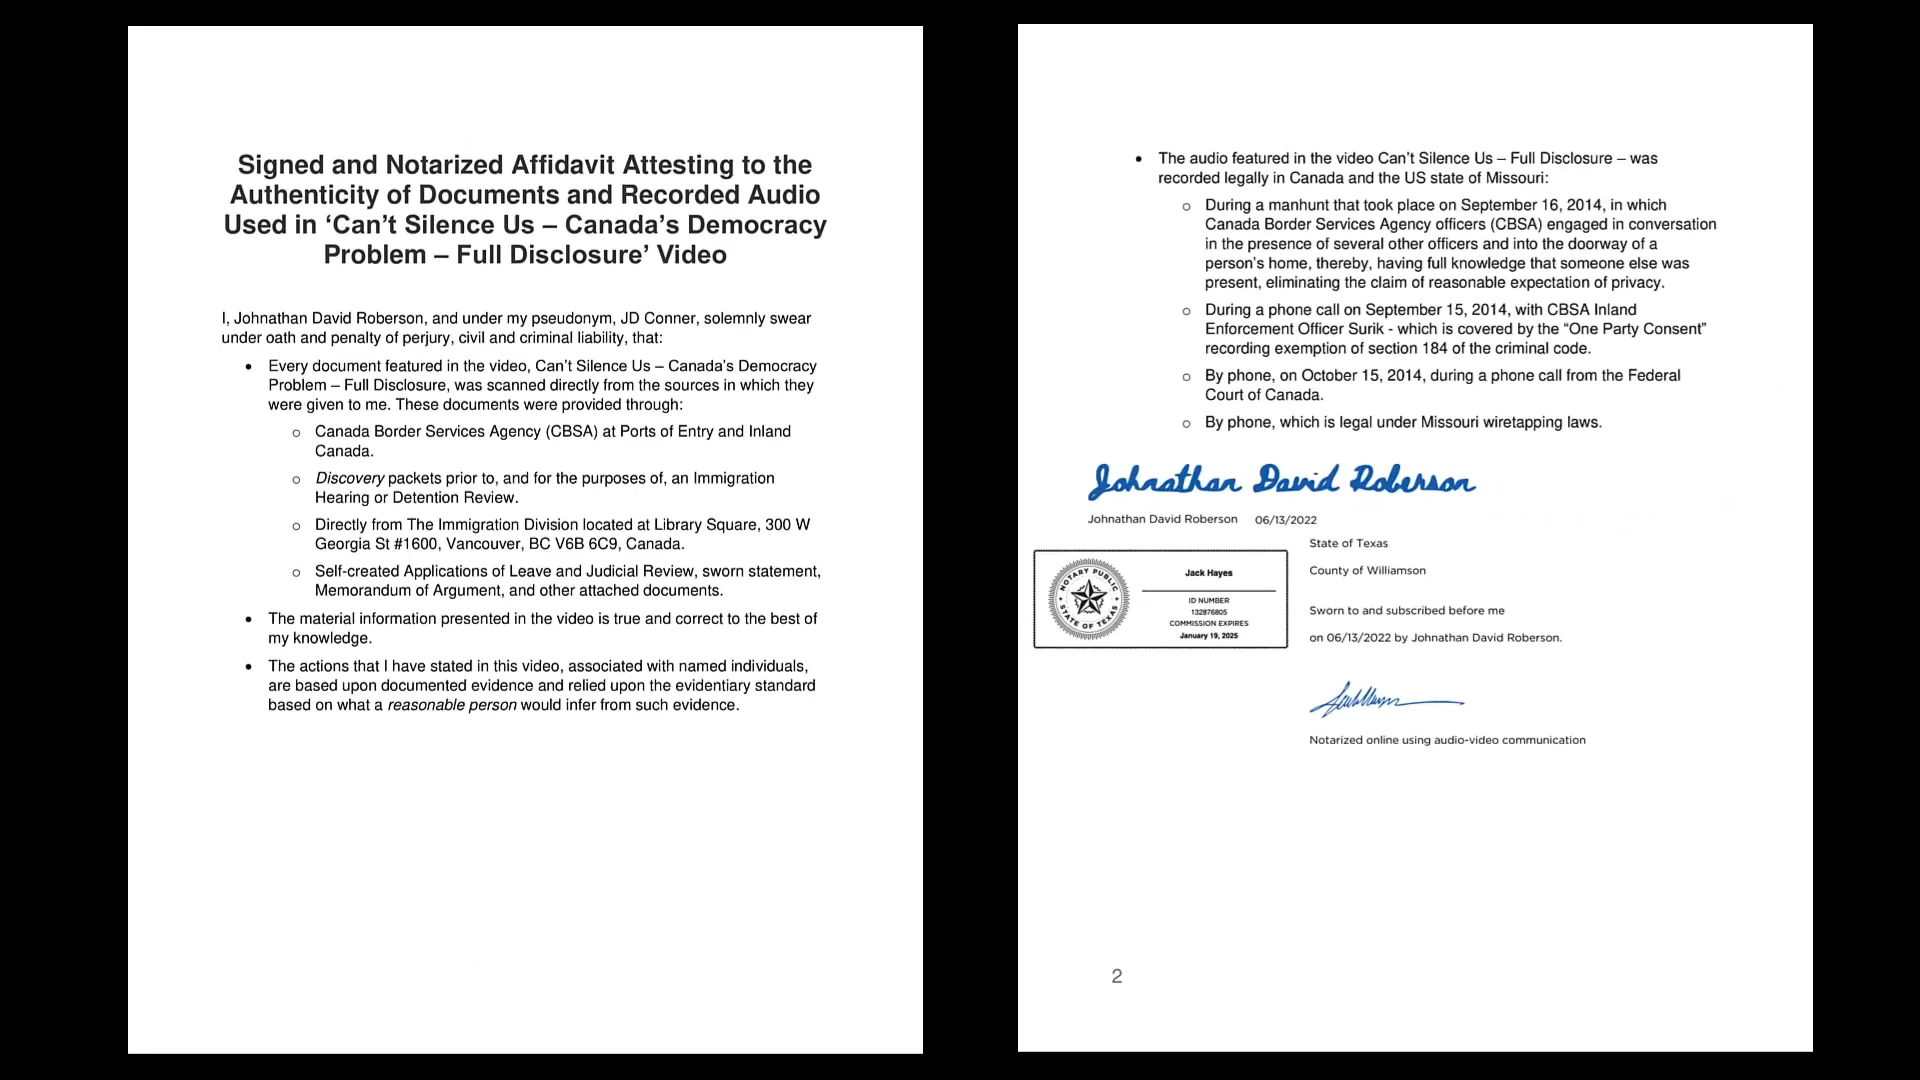 Signed and Notarized Affidavit Attesting to the
Authenticity of Documents and Recorded Audio
Used in ‘Can’t Silence Us – Canada’s Democracy
Problem – Full Disclosure’ Video
I, Johnathan David Roberson, and under my pseudonym, JD Conner, solemnly swear
under oath and penalty of perjury, civil and criminal liability, that:
• Every document featured in the video, Can’t Silence Us – Canada’s Democracy
Problem – Full Disclosure, was scanned directly from the sources in which they
were given to me. These documents were provided through:
o Canada Border Services Agency (CBSA) at Ports of Entry and Inland
Canada.
o Discovery packets prior to, and for the purposes of, an Immigration
Hearing or Detention Review.
o Directly from The Immigration Division located at Library Square, 300 W
Georgia St #1600, Vancouver, BC V6B 6C9, Canada.
o Self-created Applications of Leave and Judicial Review, sworn statement,
Memorandum of Argument, and other attached documents.
• The material information presented in the video is true and correct to the best of
my knowledge.
• The actions that I have stated in this video, associated with named individuals,
are based upon documented evidence and relied upon the evidentiary standard
based on what a reasonable person would infer from such evidence.
• The audio featured in the video Can’t Silence Us – Full Disclosure – was
recorded legally in Canada and the US state of Missouri:
o During a manhunt that took place on September 16, 2014, in which
Canada Border Services Agency officers (CBSA) engaged in conversation
in the presence of several other officers and into the doorway of a
person’s home, thereby, having full knowledge that someone else was
present, eliminating the claim of reasonable expectation of privacy.
o During a phone call on September 15, 2014, with CBSA Inland
Enforcement Officer Surik - which is covered by the “One Party Consent”
recording exemption of section 184 of the criminal code.
o By phone, on October 15, 2014, during a phone call from the Federal
Court of Canada.
o By phone, which is legal under Missouri wiretapping laws.
Johnathan David Roberson
Johnathan David Roberson 06/13/2022
State of Texas
County of Williamson
NOTARY PUBLIC
STATE OF TEXAS
Jack Hayes
ID NUMBER
132876805
COMMISSION EXPIRES
January 19, 2025
Sworn to and subscribed before me
on 06/13/2022 by Johnathan David Roberson.
Notarized online using audio-video communication
2